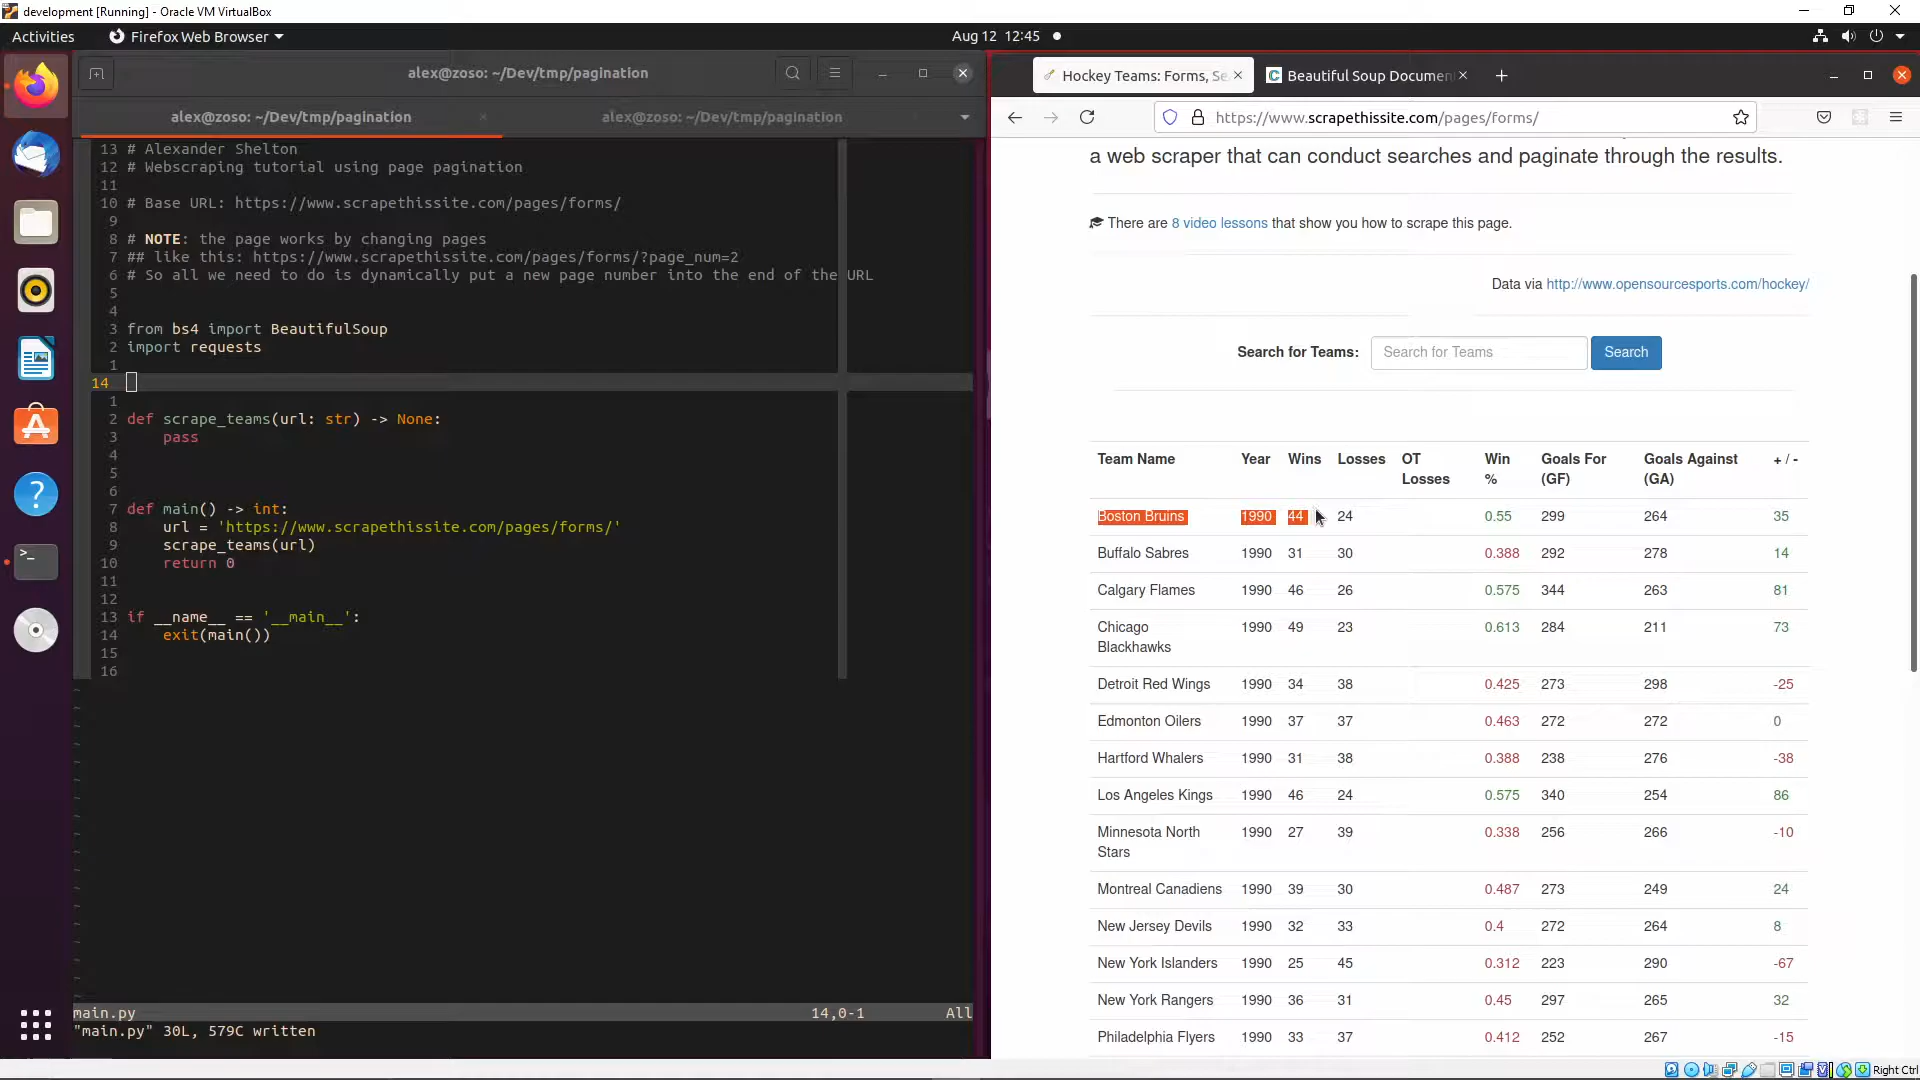 development [Running] - Oracle VM VirtualBox
Activities
Firefox Web Browser
Aug 12 12:45
alex@zoso: ~/Dev/tmp/pagination
alex@zoso: ~/Dev/tmp/pagination
alex@zoso: ~/Dev/tmp/pagination
13 # Alexander Shelton
12 # Webscraping tutorial using page pagination
11
10 # Base URL: https://www.scrapethissite.com/pages/forms/
9
8 # NOTE: the page works by changing pages
7 ## like this: https://www.scrapethissite.com/pages/forms/?page_num=2
6 # So all we need to do is dynamically put a new page number into the end of the URL
5
4
3 from bs4 import BeautifulSoup
2 import requests
1
14
1
2 def scrape_teams(url: str) -> None:
3 pass
4
5
6
7 def main() -> int:
8 url = 'https://www.scrapethissite.com/pages/forms/'
9 scrape_teams(url)
10 return 0
11
12
13 if __name__ == '__main__':
14 exit(main())
15
16
~
main.py 14,0-1 All
"main.py" 30L, 579C written
Hockey Teams: Forms, Se
Beautiful Soup Documen
https://www.scrapethissite.com/pages/forms/
a web scraper that can conduct searches and paginate through the results.
There are 8 video lessons that show you how to scrape this page.
Data via http://www.opensourcesports.com/hockey/
Search for Teams: Search for Teams Search
Team Name Year Wins Losses OT Losses Win % Goals For (GF) Goals Against (GA) + / -
Boston Bruins 1990 44 24 0.55 299 264 35
Buffalo Sabres 1990 31 30 0.388 292 278 14
Calgary Flames 1990 46 26 0.575 344 263 81
Chicago Blackhawks 1990 49 23 0.613 284 211 73
Detroit Red Wings 1990 34 38 0.425 273 298 -25
Edmonton Oilers 1990 37 37 0.463 272 272 0
Hartford Whalers 1990 31 38 0.388 238 276 -38
Los Angeles Kings 1990 46 24 0.575 340 254 86
Minnesota North Stars 1990 27 39 0.338 256 266 -10
Montreal Canadiens 1990 39 30 0.487 273 249 24
New Jersey Devils 1990 32 33 0.4 272 264 8
New York Islanders 1990 25 45 0.312 223 290 -67
New York Rangers 1990 36 31 0.45 297 265 32
Philadelphia Flyers 1990 33 37 0.412 252 267 -15
Right Ctrl